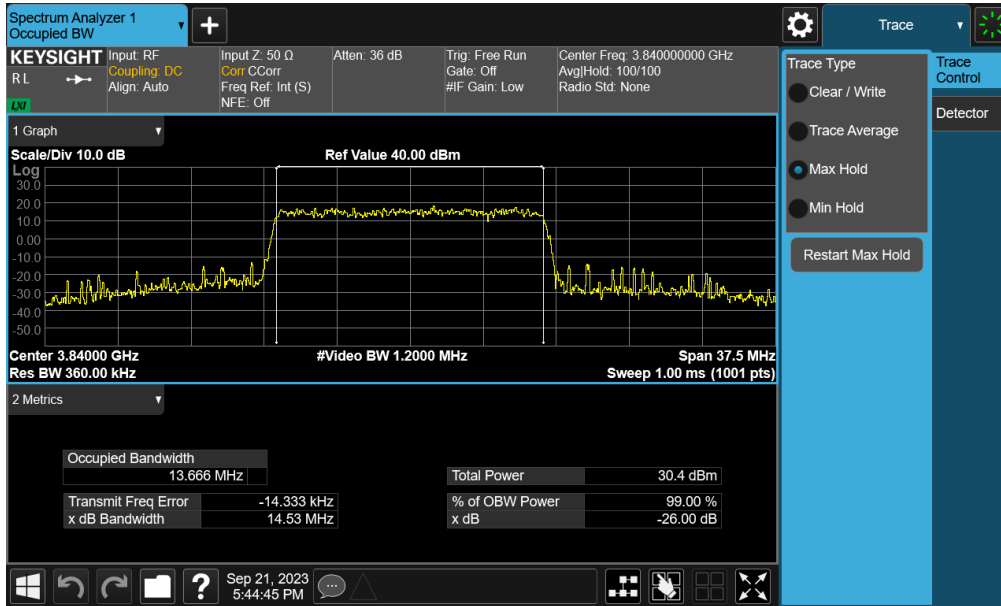 Spectrum Analyzer 1
Occupied BW
+
Trace
KEYSIGHT
R L
LXI
Input: RF
Coupling: DC
Align: Auto
Input Z: 50 Ω
Corr CCorr
Freq Ref: Int (S)
NFE: Off
Atten: 36 dB
Trig: Free Run
Gate: Off
#IF Gain: Low
Center Freq: 3.840000000 GHz
Avg|Hold: 100/100
Radio Std: None
Trace Type
Clear / Write
Trace Average
Max Hold
Min Hold
Restart Max Hold
Trace
Control
Detector
1 Graph
Scale/Div 10.0 dB
Ref Value 40.00 dBm
Log
30.0
20.0
10.0
0.00
-10.0
-20.0
-30.0
-40.0
-50.0
Center 3.84000 GHz
#Video BW 1.2000 MHz
Span 37.5 MHz
Res BW 360.00 kHz
Sweep 1.00 ms (1001 pts)
2 Metrics
Occupied Bandwidth
13.666 MHz
Total Power 30.4 dBm
Transmit Freq Error -14.333 kHz
% of OBW Power 99.00 %
x dB Bandwidth 14.53 MHz
x dB -26.00 dB
?
Sep 21, 2023
5:44:45 PM